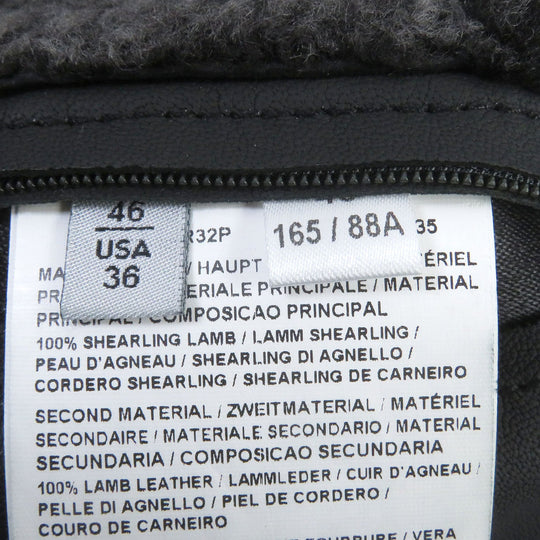 46
USA
36
165 / 88A
R32P
35
MA / HAUPT ÉRIEL
PR ERIALE PRINCIPALE / MATERIAL
PRINCIPAL / COMPOSICAO PRINCIPAL
100% SHEARLING LAMB / LAMM SHEARLING /
PEAU D'AGNEAU / SHEARLING DI AGNELLO /
CORDERO SHEARLING / SHEARLING DE CARNEIRO
SECOND MATERIAL / ZWEITMATERIAL / MATÉRIEL
SECONDAIRE / MATERIALE SECONDARIO / MATERIAL
SECUNDARIA / COMPOSICAO SECUNDARIA
100% LAMB LEATHER / LAMMLEDER / CUIR D'AGNEAU /
PELLE DI AGNELLO / PIEL DE CORDERO /
COURO DE CARNEIRO
FOURRURE / VERA